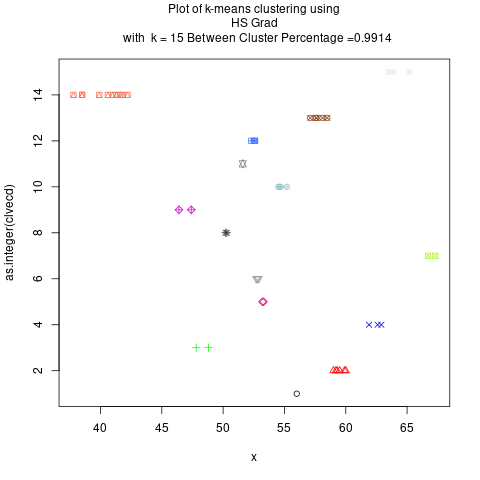 Plot of k-means clustering using
HS Grad
with k = 15 Between Cluster Percentage =0.9914
as.integer(clvecd)
14
12
10
8
6
4
2
40 45 50 55 60 65
x